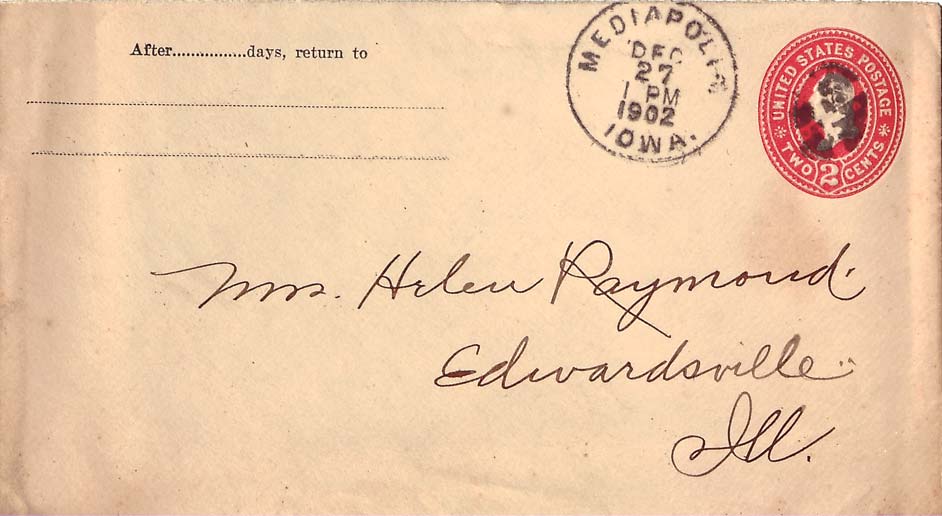 After...............days, return to
MEDIAPOLIS
DEC
27
1 PM
1902
IOWA.
UNITED STATES POSTAGE
TWO 2 CENTS
Mrs. Helen Raymond.
Edwardsville..
Ill.